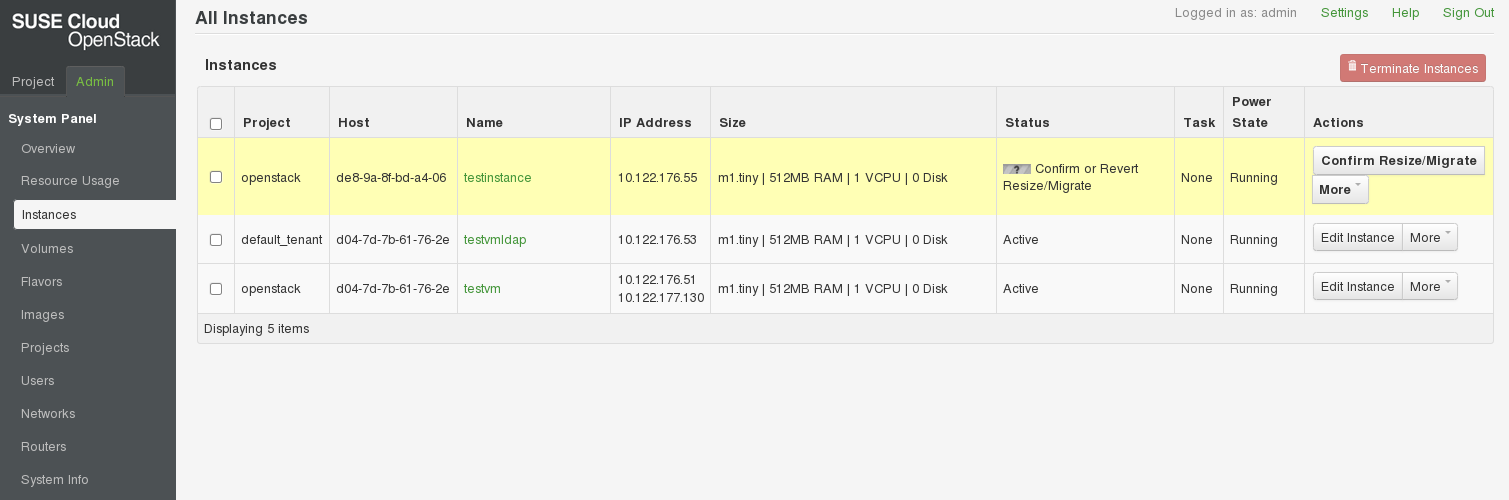 SUSE Cloud
OpenStack
Project Admin
System Panel
Overview
Resource Usage
Instances
Volumes
Flavors
Images
Projects
Users
Networks
Routers
System Info
All Instances
Logged in as: admin Settings Help Sign Out
Instances
Terminate Instances
Project Host Name IP Address Size Status Task Power State Actions
openstack de8-9a-8f-bd-a4-06 testinstance 10.122.176.55 m1.tiny | 512MB RAM | 1 VCPU | 0 Disk ? Confirm or Revert Resize/Migrate None Running Confirm Resize/Migrate
More
default_tenant d04-7d-7b-61-76-2e testvmldap 10.122.176.53 m1.tiny | 512MB RAM | 1 VCPU | 0 Disk Active None Running Edit Instance More
openstack d04-7d-7b-61-76-2e testvm 10.122.176.51 10.122.177.130 m1.tiny | 512MB RAM | 1 VCPU | 0 Disk Active None Running Edit Instance More
Displaying 5 items